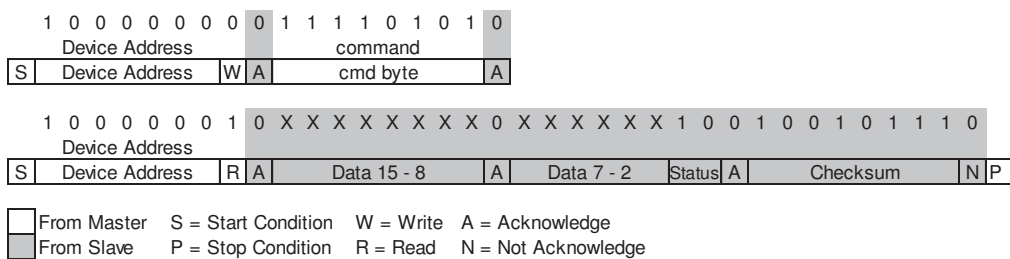 1 0 0 0 0 0 0 0 0 1 1 1 1 0 1 0 1 0
Device Address command
S Device Address W A cmd byte A
1 0 0 0 0 0 0 1 0 X X X X X X X X 0 X X X X X X 1 0 0 1 0 0 1 0 1 1 1 0
Device Address
S Device Address R A Data 15 - 8 A Data 7 - 2 Status A Checksum N P
From Master S = Start Condition W = Write A = Acknowledge
From Slave P = Stop Condition R = Read N = Not Acknowledge